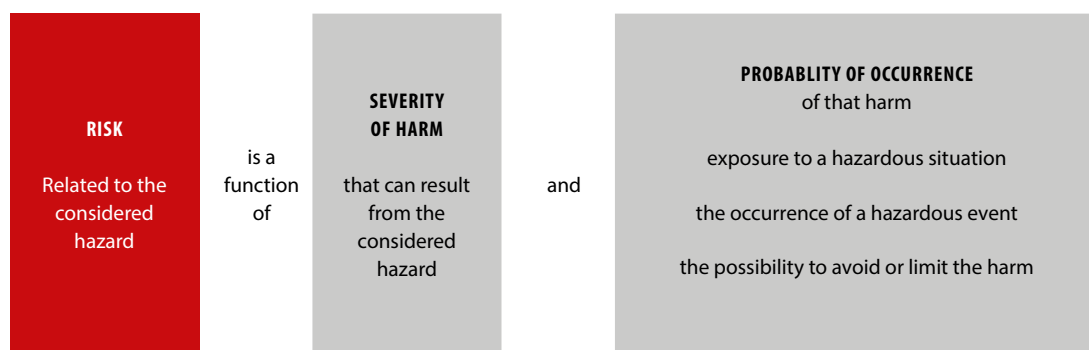 RISK
Related to the
considered
hazard
is a
function
of
SEVERITY
OF HARM
that can result
from the
considered
hazard
and
PROBABLITY OF OCCURRENCE
of that harm
exposure to a hazardous situation
the occurrence of a hazardous event
the possibility to avoid or limit the harm